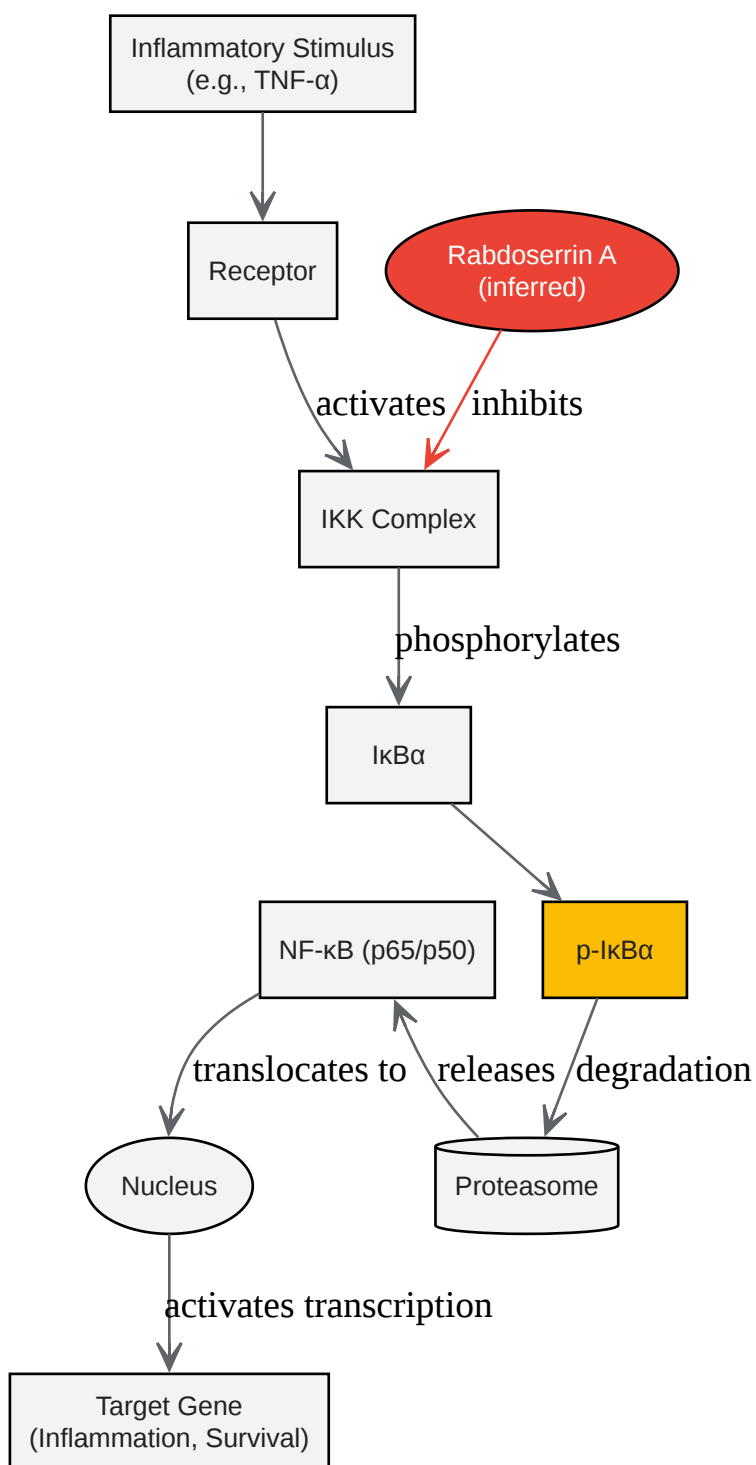 Inflammatory Stimulus
(e.g., TNF-α)
Receptor
Rabdoserrin A
(inferred)
activates
inhibits
IKK Complex
phosphorylates
IκBα
NF-κB (p65/p50)
p-IκBα
translocates to
releases
degradation
Nucleus
Proteasome
activates transcription
Target Gene
(Inflammation, Survival)